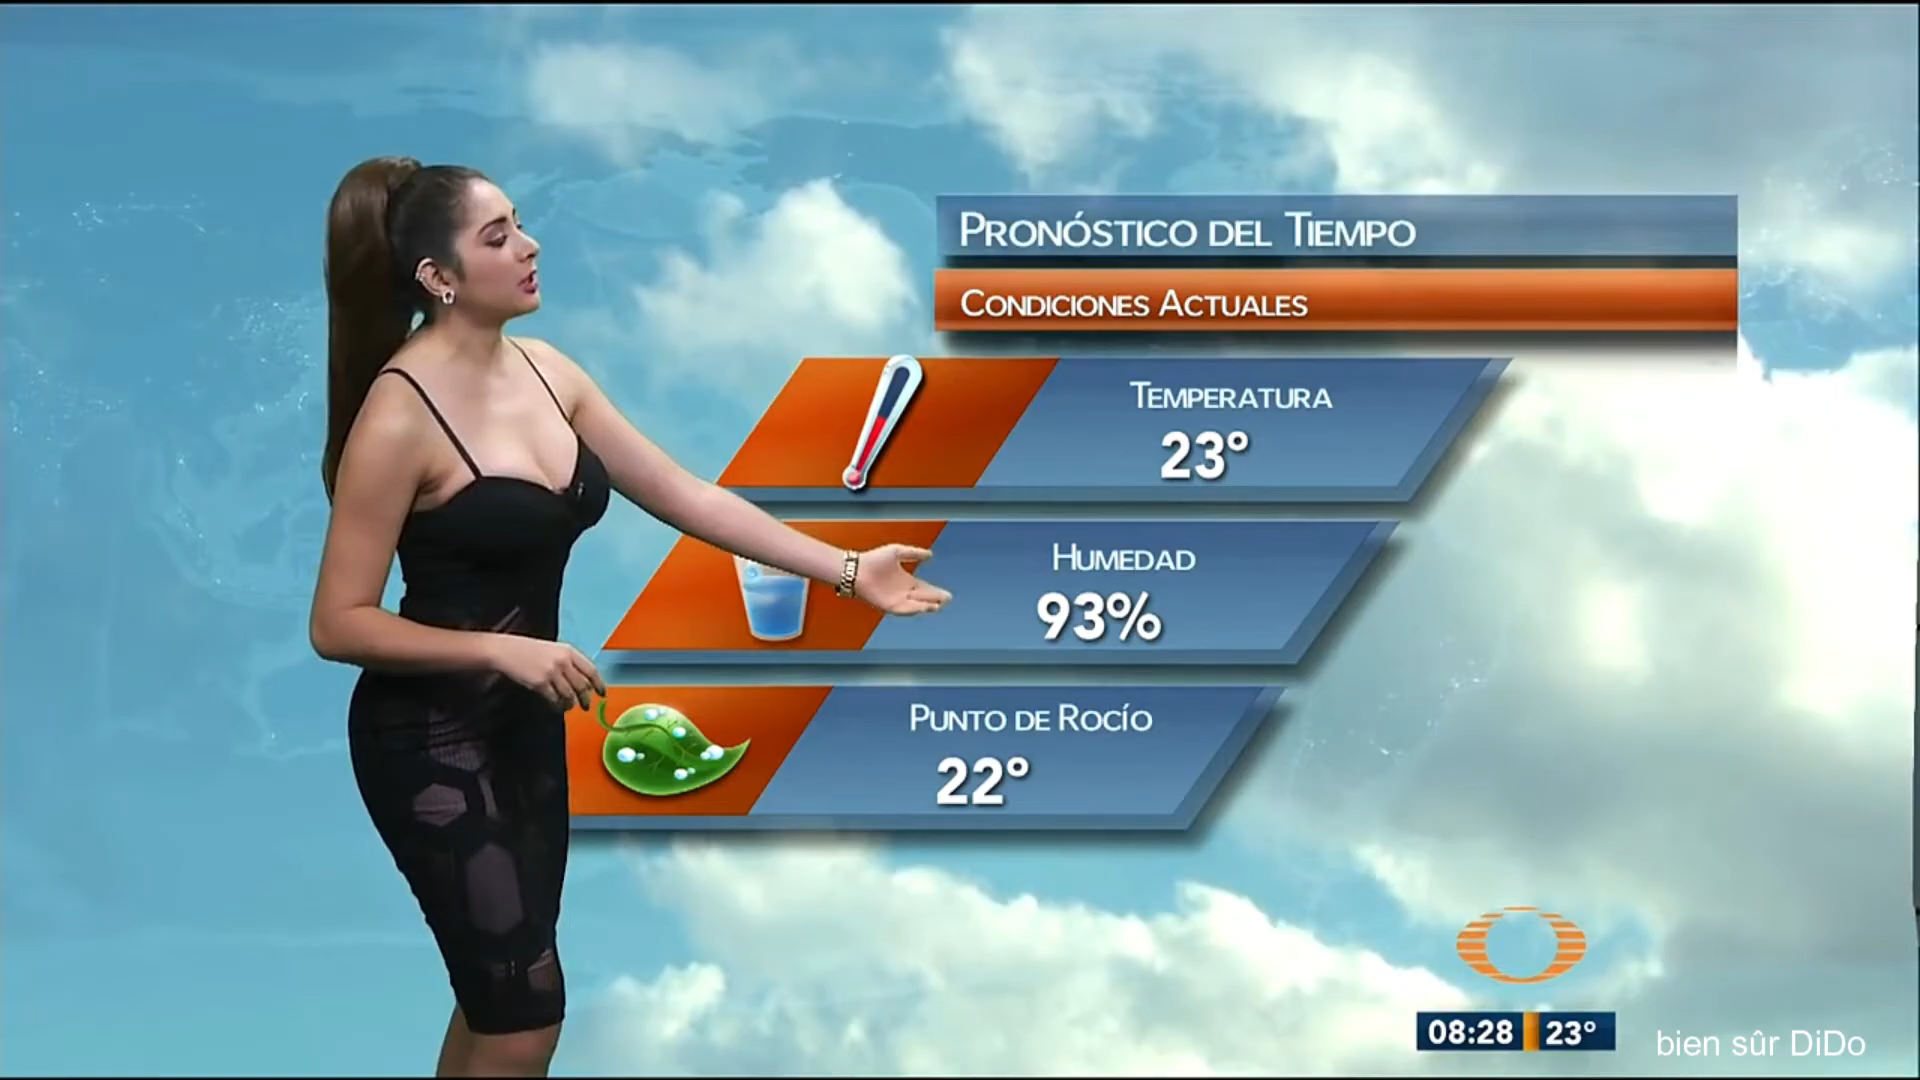 Pronóstico del Tiempo
Condiciones Actuales
Temperatura
23°
Humedad
93%
Punto de Rocío
22°
08:28 23°
bien sûr DiDo